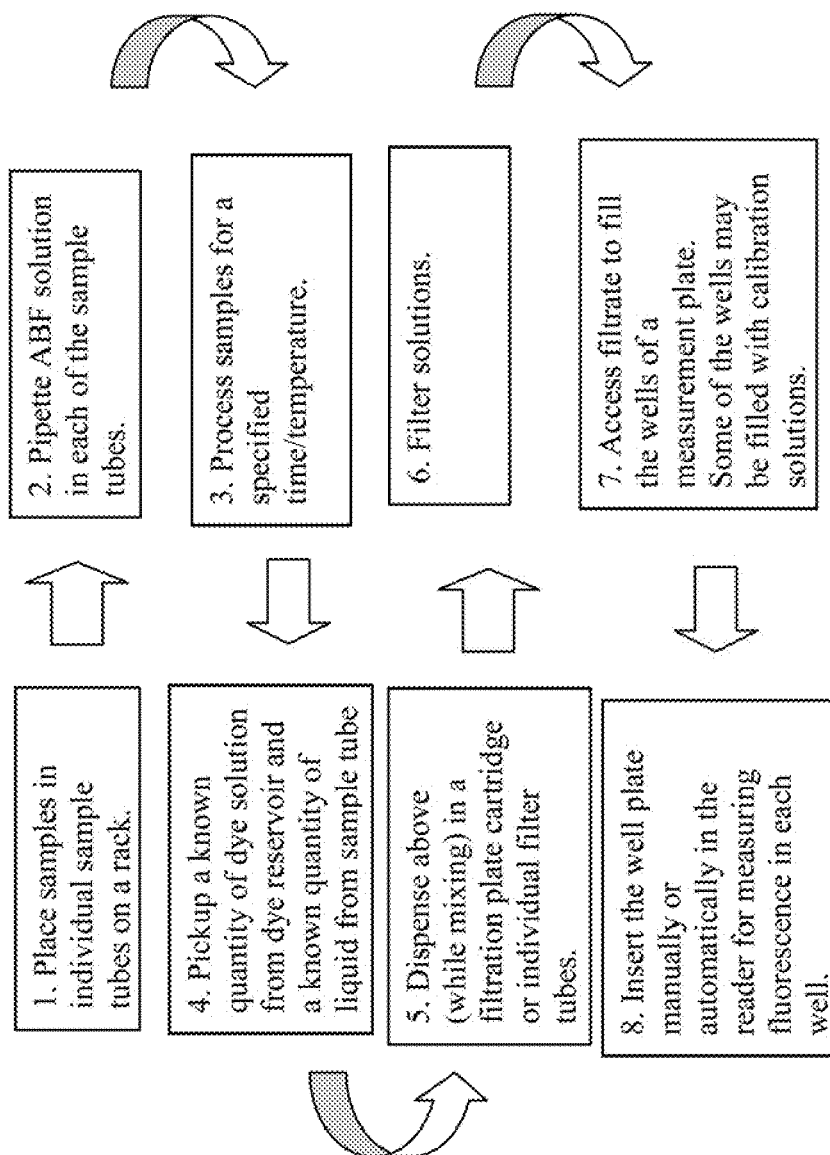 1. Place samples in
individual sample
tubes on a rack.
2. Pipette ABF solution
in each of the sample
tubes.
3. Process samples for a
specified
time/temperature.
4. Pickup a known
quantity of dye solution
from dye reservoir and
a known quantity of
liquid from sample tube
5. Dispense above
(while mixing) in a
filtration plate cartridge
or individual filter
tubes.
6. Filter solutions.
7. Access filtrate to fill
the wells of a
measurement plate.
Some of the wells may
be filled with calibration
solutions.
8. Insert the well plate
manually or
automatically in the
reader for measuring
fluorescence in each
well.